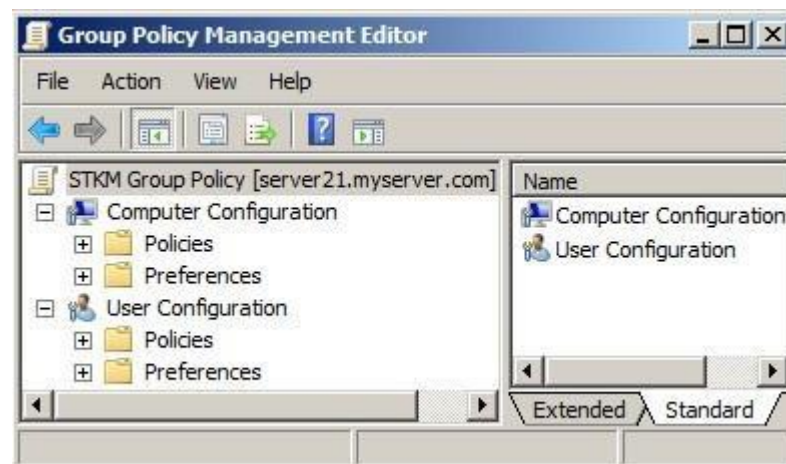 Group Policy Management Editor
File Action View Help
STKM Group Policy [server21.myserver.com]
Computer Configuration
Policies
Preferences
User Configuration
Policies
Preferences
Name
Computer Configuration
User Configuration
Extended Standard